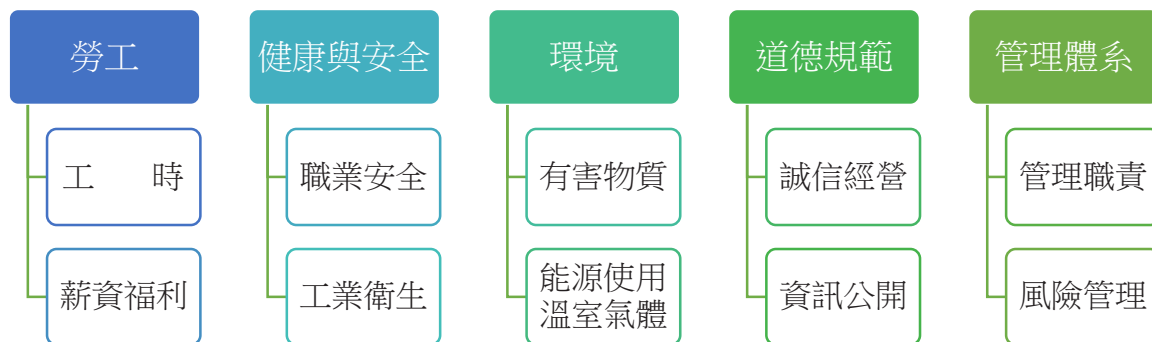 勞工
工 時
薪資福利
健康與安全
職業安全
工業衛生
環境
有害物質
能源使用
溫室氣體
道德規範
誠信經營
資訊公開
管理體系
管理職責
風險管理